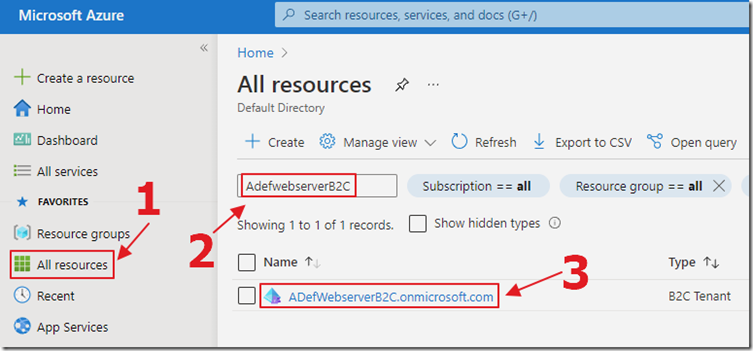 Microsoft Azure
Search resources, services, and docs (G+/)
Create a resource
Home
Dashboard
All services
FAVORITES
Resource groups
All resources
Recent
App Services
1
Home
All resources
Default Directory
Create
Manage view
Refresh
Export to CSV
Open query
AdefwebserverB2C
Subscription == all
Resource group == all
2
Showing 1 to 1 of 1 records.
Show hidden types
3
Name
Type
ADefWebserverB2C.onmicrosoft.com
B2C Tenant